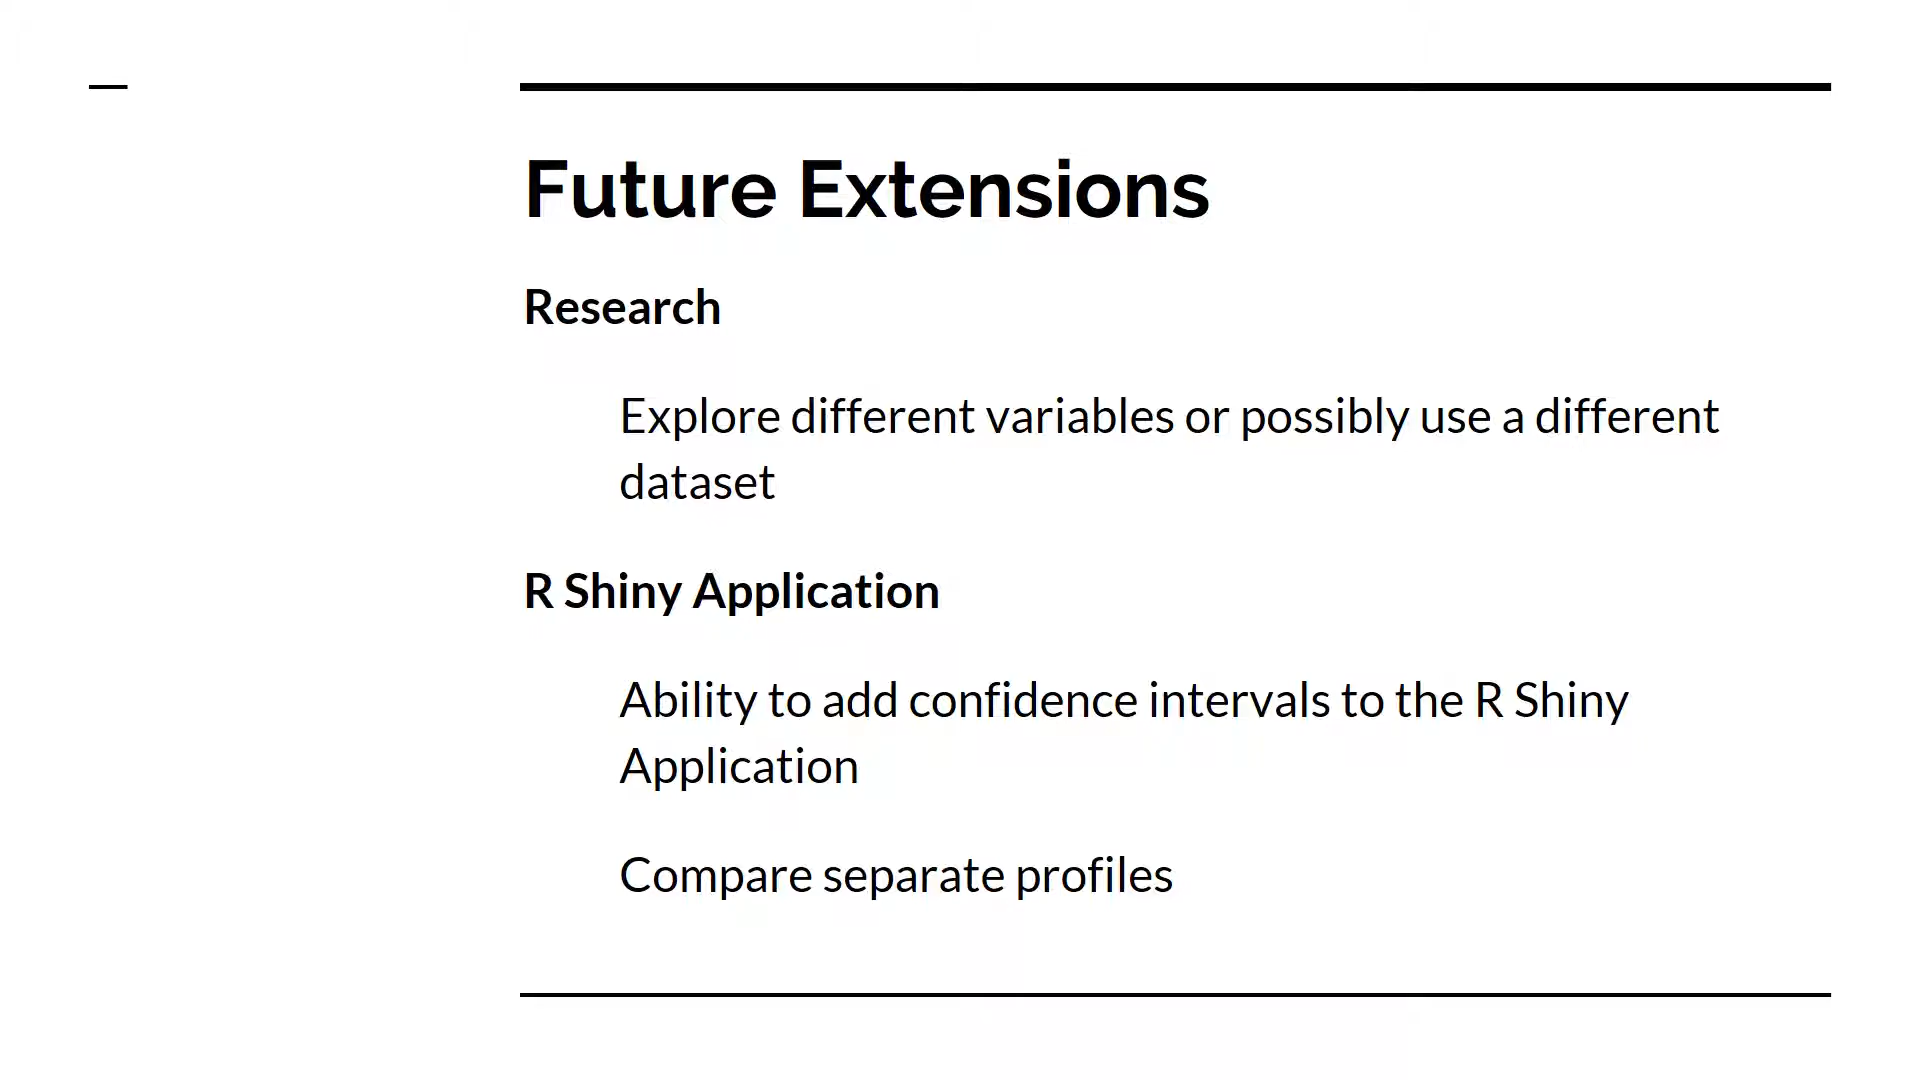 Future Extensions
Research
Explore different variables or possibly use a different
dataset
R Shiny Application
Ability to add confidence intervals to the R Shiny
Application
Compare separate profiles